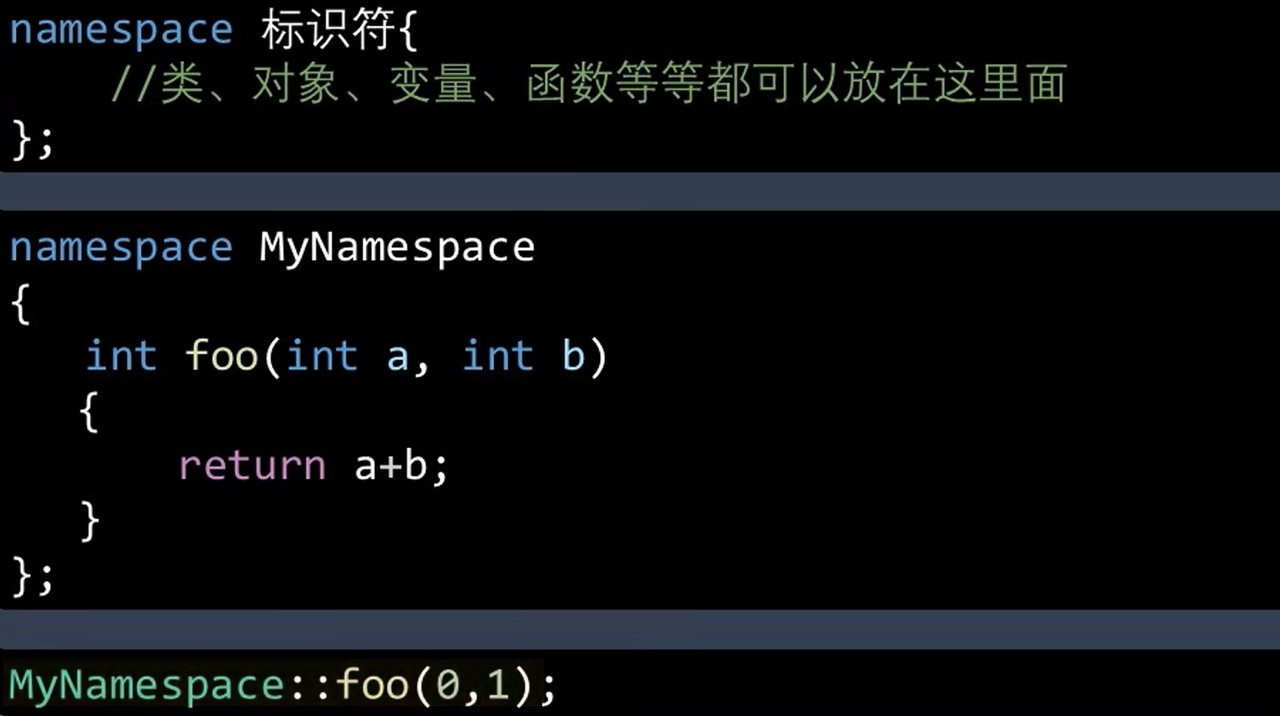 namespace 标识符{
//类、对象、变量、函数等等都可以放在这里面
};
namespace MyNamespace
{
int foo(int a, int b)
{
return a+b;
}
};
MyNamespace::foo(0,1);